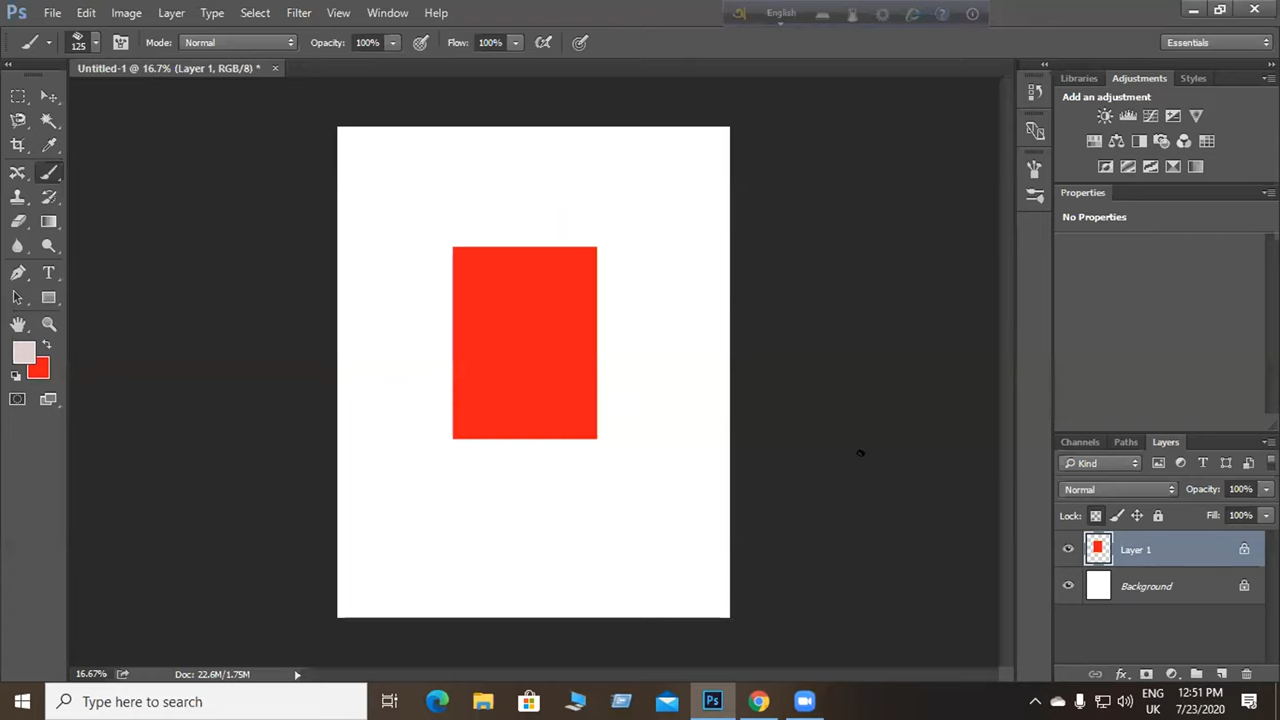 Ps File Edit Image Layer Type Select Filter View Window Help
English
125 Mode: Normal Opacity: 100% Flow: 100% Essentials
Untitled-1 @ 16.7% (Layer 1, RGB/8) *
Libraries Adjustments Styles
Add an adjustment
Properties
No Properties
Channels Paths Layers
Kind
Normal Opacity: 100%
Lock: Fill: 100%
Layer 1
Background
16.67% Doc: 22.6M/1.75M
Type here to search
Ps
ENG
UK
12:51 PM
7/23/2020